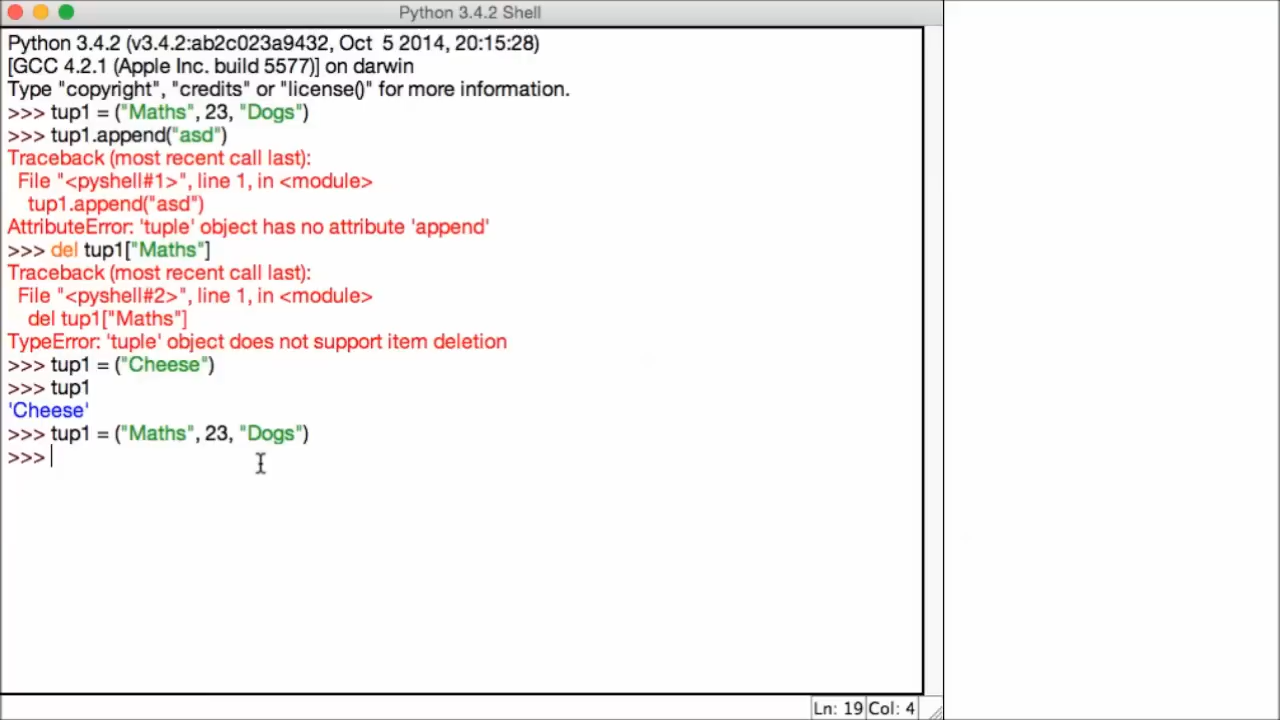 Python 3.4.2 Shell
Python 3.4.2 (v3.4.2:ab2c023a9432, Oct  5 2014, 20:15:28)
[GCC 4.2.1 (Apple Inc. build 5577)] on darwin
Type "copyright", "credits" or "license()" for more information.
>>> tup1 = ("Maths", 23, "Dogs")
>>> tup1.append("asd")
Traceback (most recent call last):
  File "<pyshell#1>", line 1, in <module>
    tup1.append("asd")
AttributeError: 'tuple' object has no attribute 'append'
>>> del tup1["Maths"]
Traceback (most recent call last):
  File "<pyshell#2>", line 1, in <module>
    del tup1["Maths"]
TypeError: 'tuple' object does not support item deletion
>>> tup1 = ("Cheese")
>>> tup1
'Cheese'
>>> tup1 = ("Maths", 23, "Dogs")
>>>
Ln: 19 Col: 4